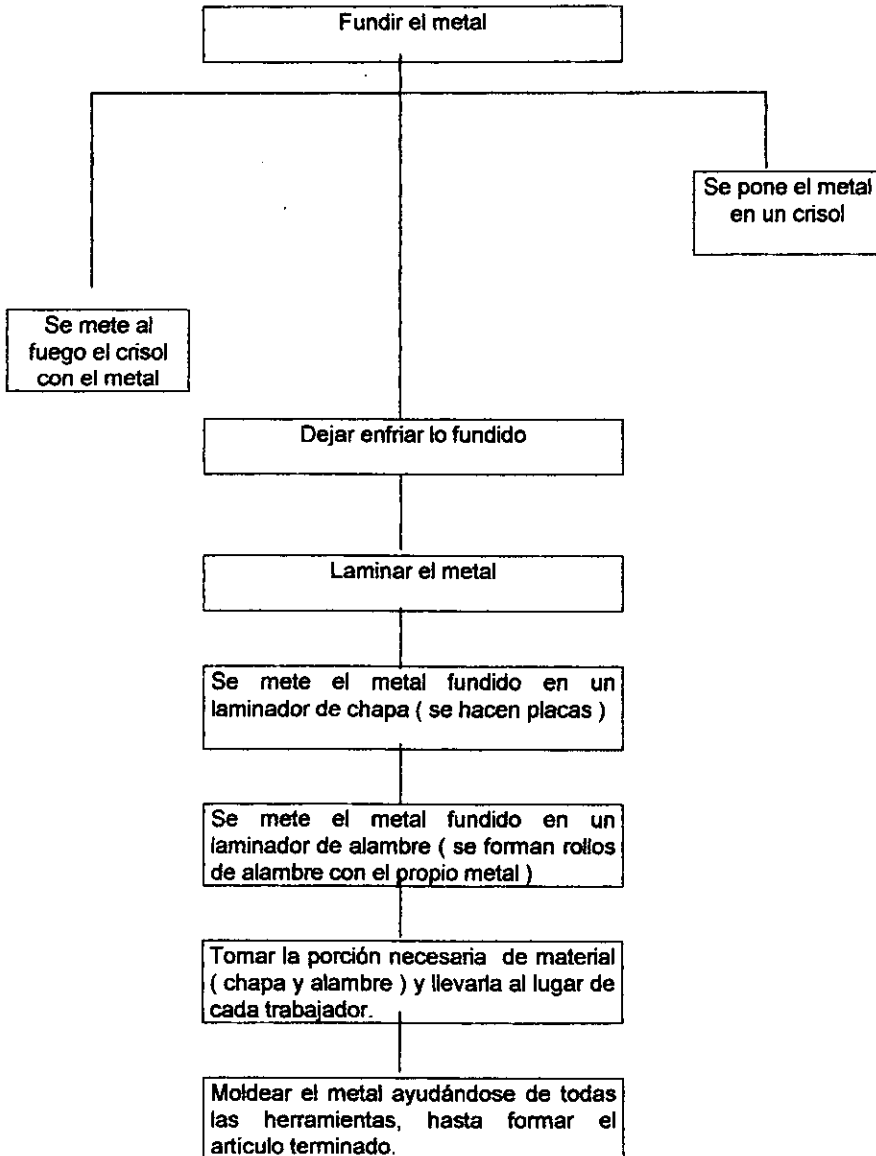 Fundir el metal
Se pone el metal
en un crisol
Se mete al
fuego el crisol
con el metal
Dejar enfriar lo fundido
Laminar el metal
Se mete el metal fundido en un
laminador de chapa ( se hacen placas )
Se mete el metal fundido en un
laminador de alambre ( se forman rollos
de alambre con el propio metal )
Tomar la porción necesaria de material
( chapa y alambre ) y llevarla al lugar de
cada trabajador.
Moldear el metal ayudándose de todas
las herramientas, hasta formar el
artículo terminado.